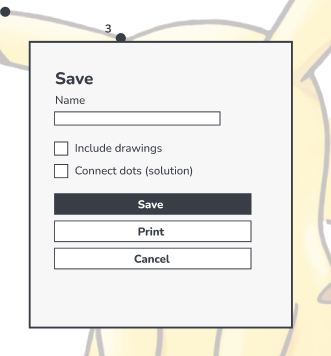 3
Save
Name
Include drawings
Connect dots (solution)
Save
Print
Cancel